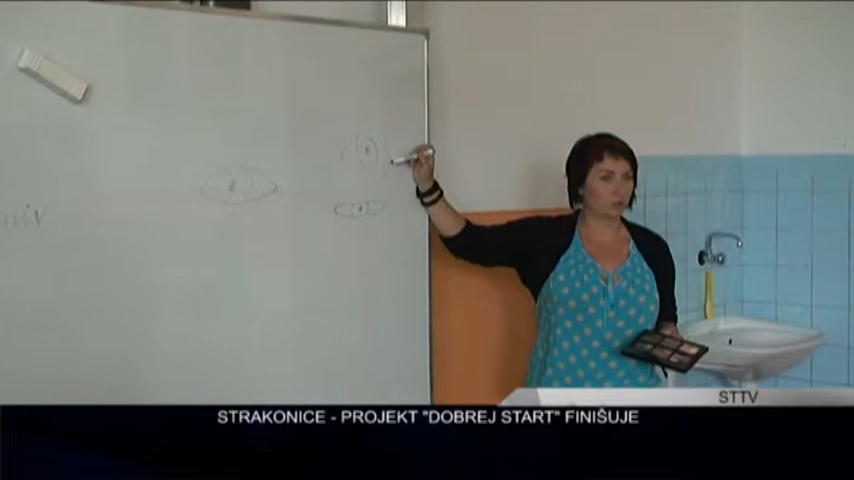 STTV
STRAKONICE - PROJEKT "DOBREJ START" FINIŠUJE